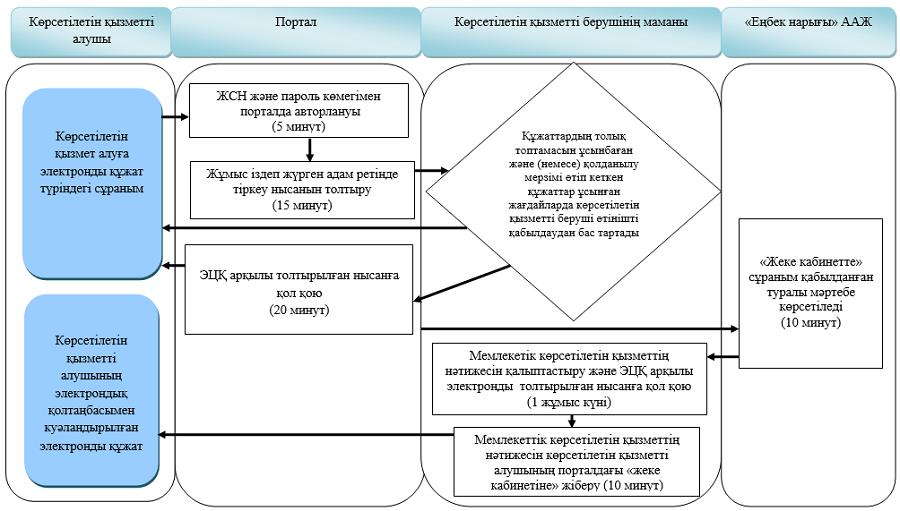 Көрсетілетін қызметті
алушы
Портал
Көрсетілетін қызметті берушінің маманы
«Еңбек нарығы» ААЖ
Көрсетілетін
қызмет алуға
электронды құжат
түріндегі сұраным
ЖСН және пароль көмегімен
порталда авторлануы
(5 минут)
Жұмыс іздеп жүрген адам ретінде
тіркеу нысанын толтыру
(15 минут)
Құжаттардың толық
топтамасын ұсынбаған
және (немесе) қолданылу
мерзімі өтіп кеткен
құжаттар ұсынған
жағдайларда көрсетілетін
қызметті беруші өтінішті
қабылдаудан бас тартады
ЭЦҚ арқылы толтырылған нысанға
қол қою
(20 минут)
«Жеке кабинетте»
сұраным қабылданған
туралы мәртебе
көрсетіледі
(10 минут)
Көрсетілетін
қызметті
алушының
электрондық
қолтаңбасымен
куәландырылған
электронды құжат
Мемлекетік көрсетілетін қызметтің
нәтижесін қалыптастыру және ЭЦҚ арқылы
электронды толтырылған нысанға қол қою
(1 жұмыс күні)
Мемлекеттік көрсетілетін қызметтің
нәтижесін көрсетілетін қызметті
алушының порталдағы «жеке
кабинетіне» жіберу (10 минут)